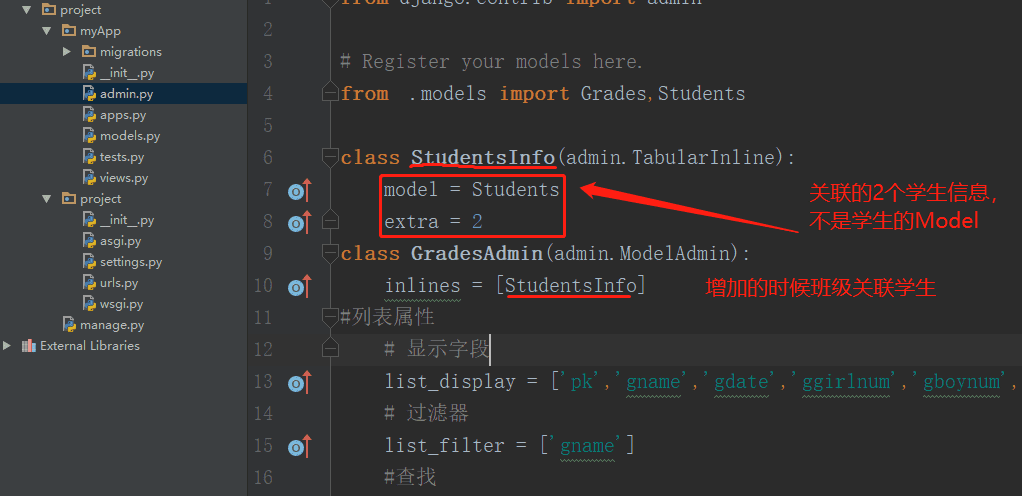 project
myApp
migrations
__init__.py
admin.py
apps.py
models.py
tests.py
views.py
project
__init__.py
asgi.py
settings.py
urls.py
wsgi.py
manage.py
External Libraries
1 from django.contrib import admin
2
3 # Register your models here.
4 from .models import Grades,Students
5
6 class StudentsInfo(admin.TabularInline):
7 model = Students
8 extra = 2
关联的2个学生信息，
不是学生的Model
9 class GradesAdmin(admin.ModelAdmin):
10 inlines = [StudentsInfo]
增加的时候班级关联学生
11 #列表属性
12 # 显示字段
13 list_display = ['pk','gname','gdate','ggirlnum','gboynum',
14 # 过滤器
15 list_filter = ['gname']
16 #查找